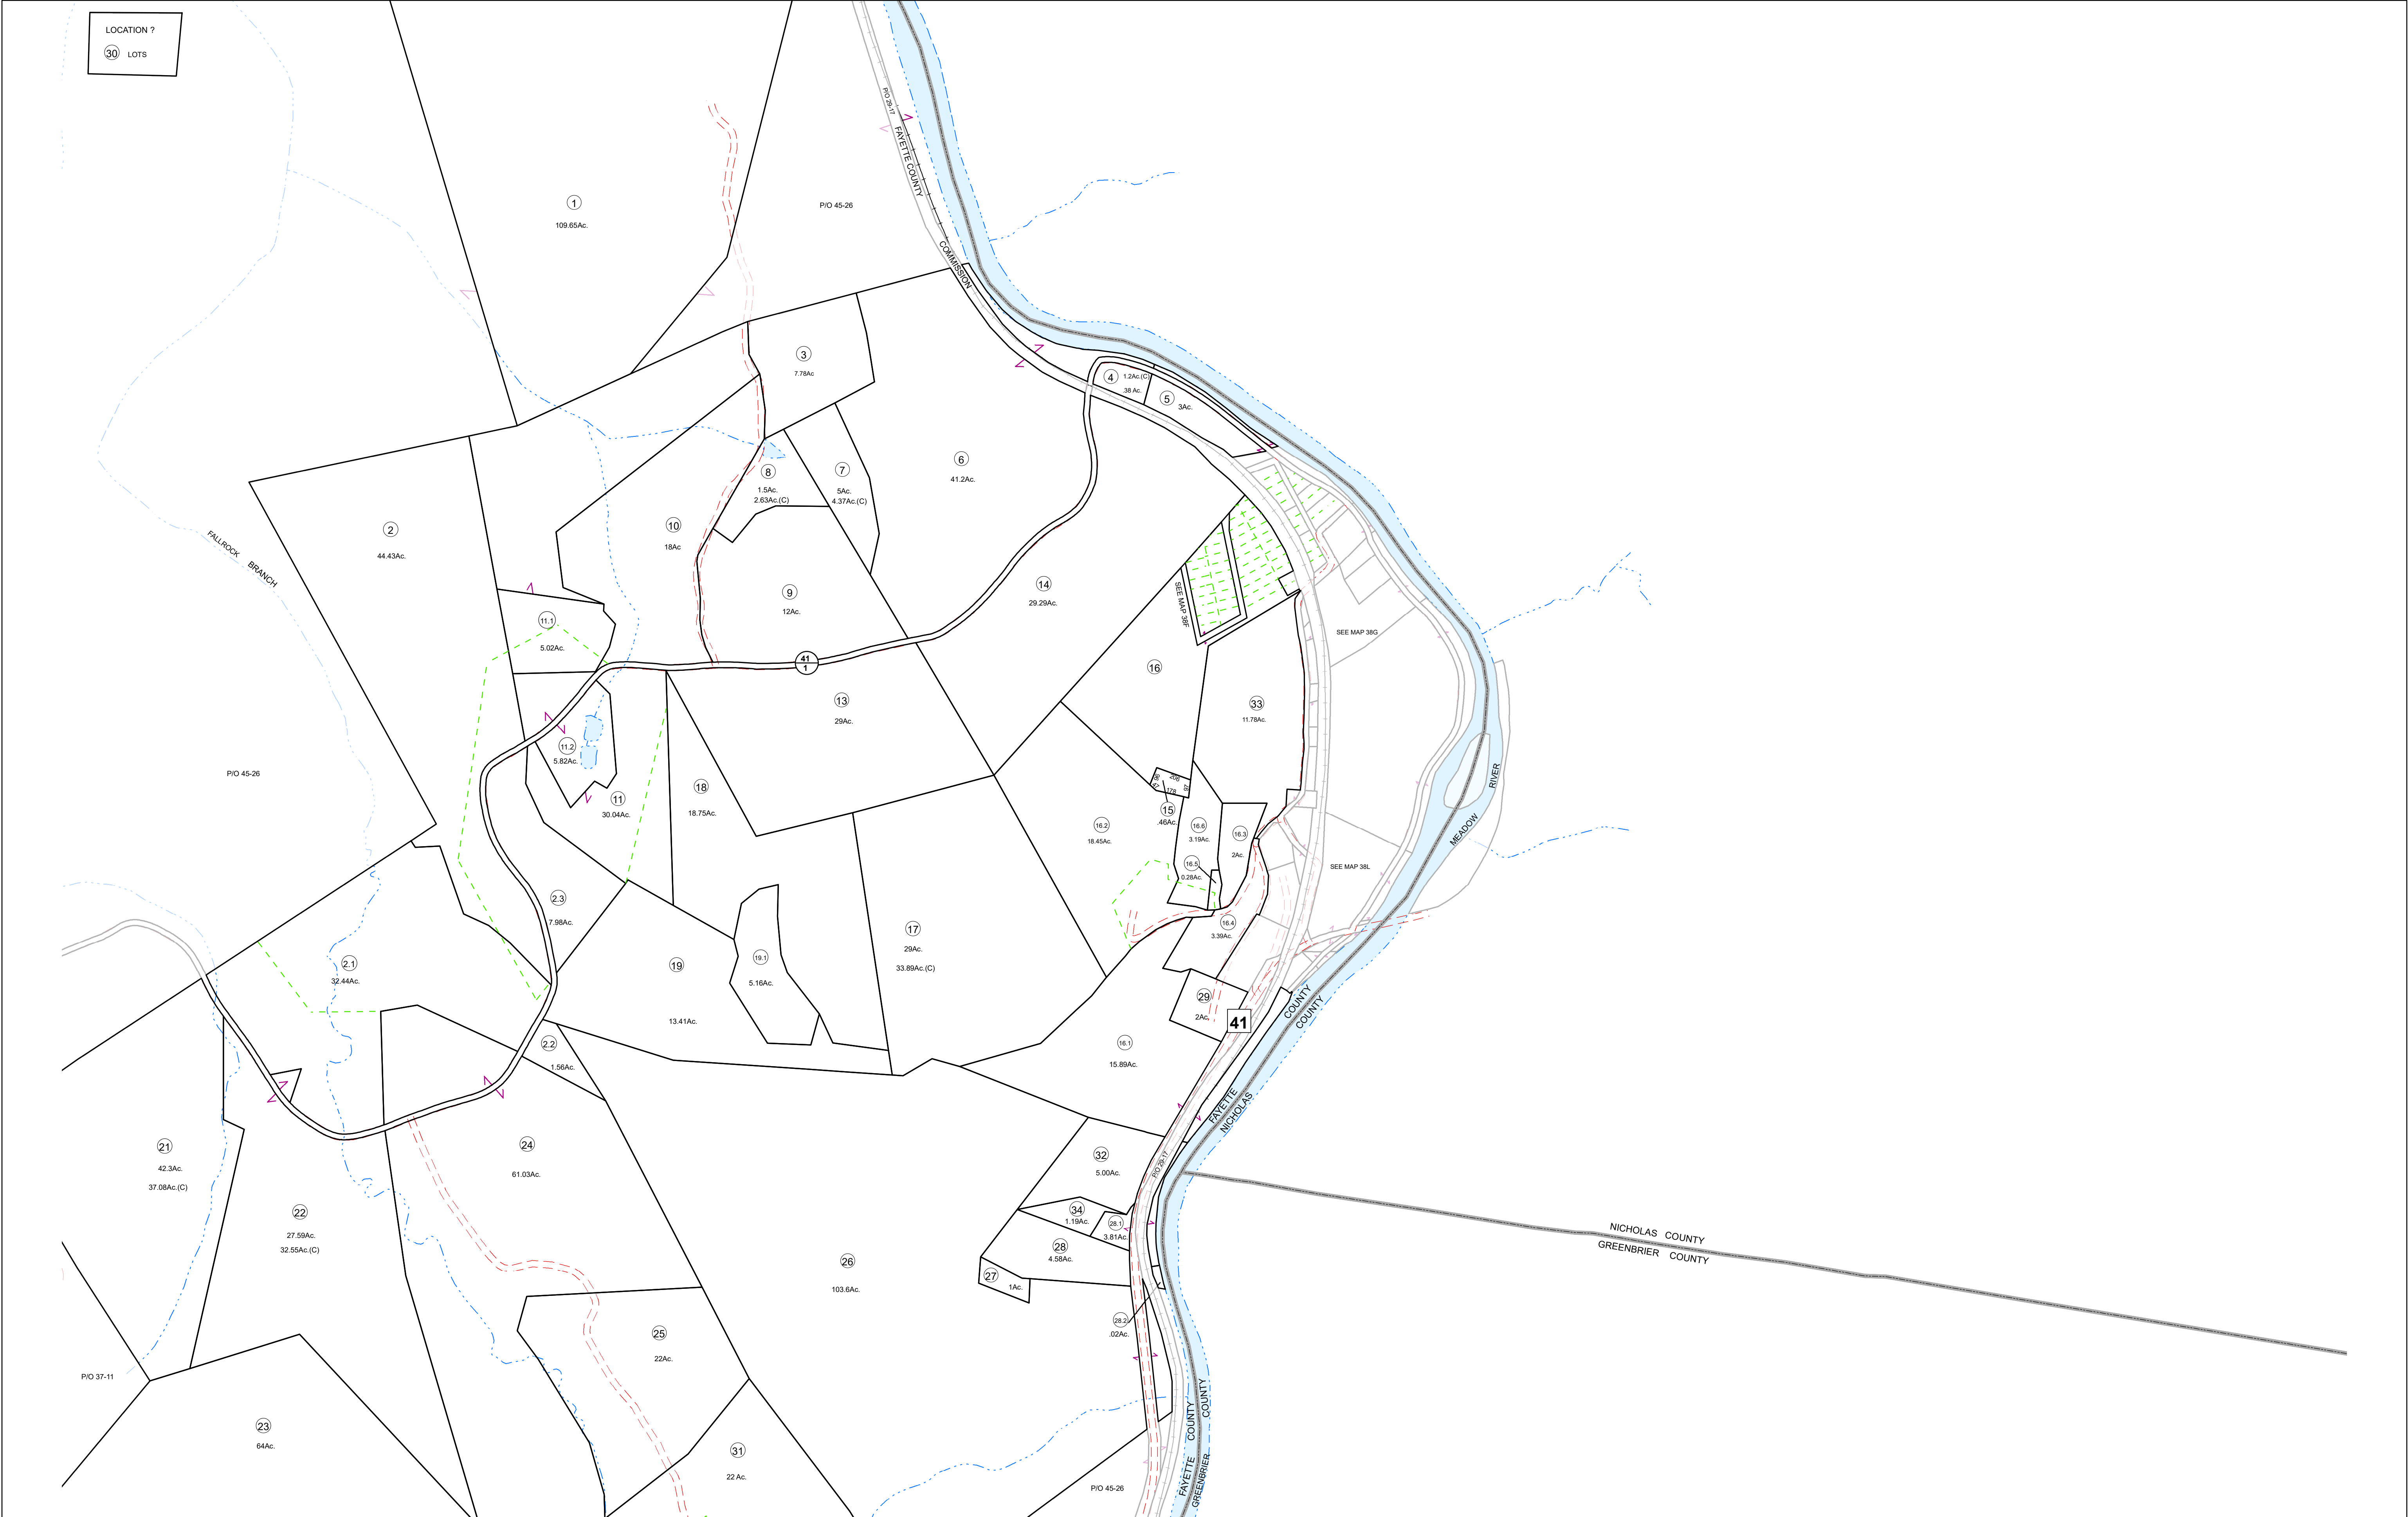 LOCATION ?
30 LOTS
P/O 29-17
FAYETTE COUNTY
COMMISSION
1
109.65Ac.
P/O 45-26
3
7.78Ac
4
1.2Ac.(C)
.38 Ac.
5
3Ac.
6
41.2Ac.
7
5Ac.
4.37Ac.(C)
8
1.5Ac.
2.63Ac.(C)
2
44.43Ac.
10
18Ac
FALLROCK BRANCH
9
12Ac.
14
29.29Ac.
SEE MAP 38F
11.1
5.02Ac.
SEE MAP 38G
41
1
16
13
29Ac.
33
11.78Ac.
11.2
5.82Ac.
P/O 45-26
11
30.04Ac.
18
18.75Ac.
96
206
47
178
97
15
.46Ac.
16.2
18.45Ac.
16.6
3.19Ac.
16.3
2Ac.
16.5
0.28Ac.
SEE MAP 38L
MEADOW
RIVER
2.3
7.98Ac.
17
29Ac.
33.89Ac.(C)
16.4
3.39Ac.
2.1
32.44Ac.
19
13.41Ac.
19.1
5.16Ac.
29
2Ac.
41
COUNTY
COUNTY
2.2
1.56Ac.
16.1
15.89Ac.
FAYETTE
NICHOLAS
21
42.3Ac.
37.08Ac.(C)
24
61.03Ac.
32
5.00Ac.
P/O 29-17
22
27.59Ac.
32.55Ac.(C)
34
1.19Ac.
28.1
3.81Ac.
28
4.58Ac.
26
103.6Ac.
27
1Ac.
NICHOLAS COUNTY
GREENBRIER COUNTY
28.2
.02Ac.
25
22Ac.
P/O 37-11
23
64Ac.
31
22 Ac.
P/O 45-26
FAYETTE COUNTY
GREENBRIER COUNTY